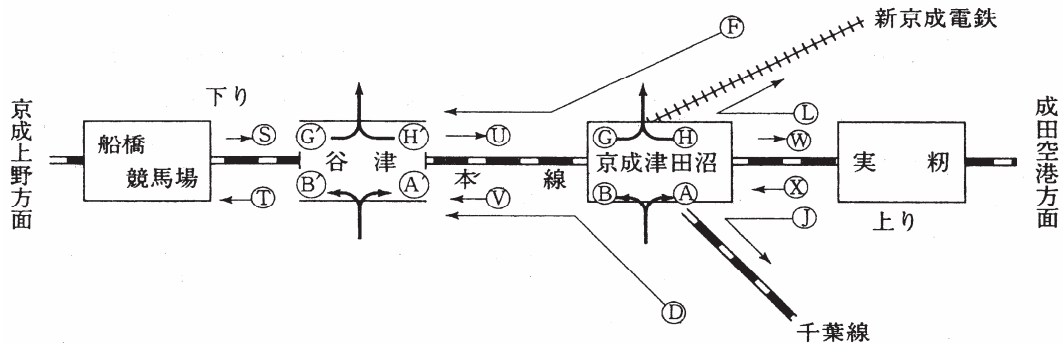 新京成電鉄
Ⓕ
下り
京成上野方面
船橋
競馬場
Ⓢ
Ⓣ
Ⓖ′ Ⓗ′
谷津
Ⓑ′ Ⓐ′
Ⓤ
本線
Ⓥ
Ⓖ Ⓗ
京成津田沼
Ⓑ Ⓐ
Ⓛ
Ⓦ
Ⓧ
Ⓙ
実籾
上り
成田空港方面
Ⓓ
千葉線